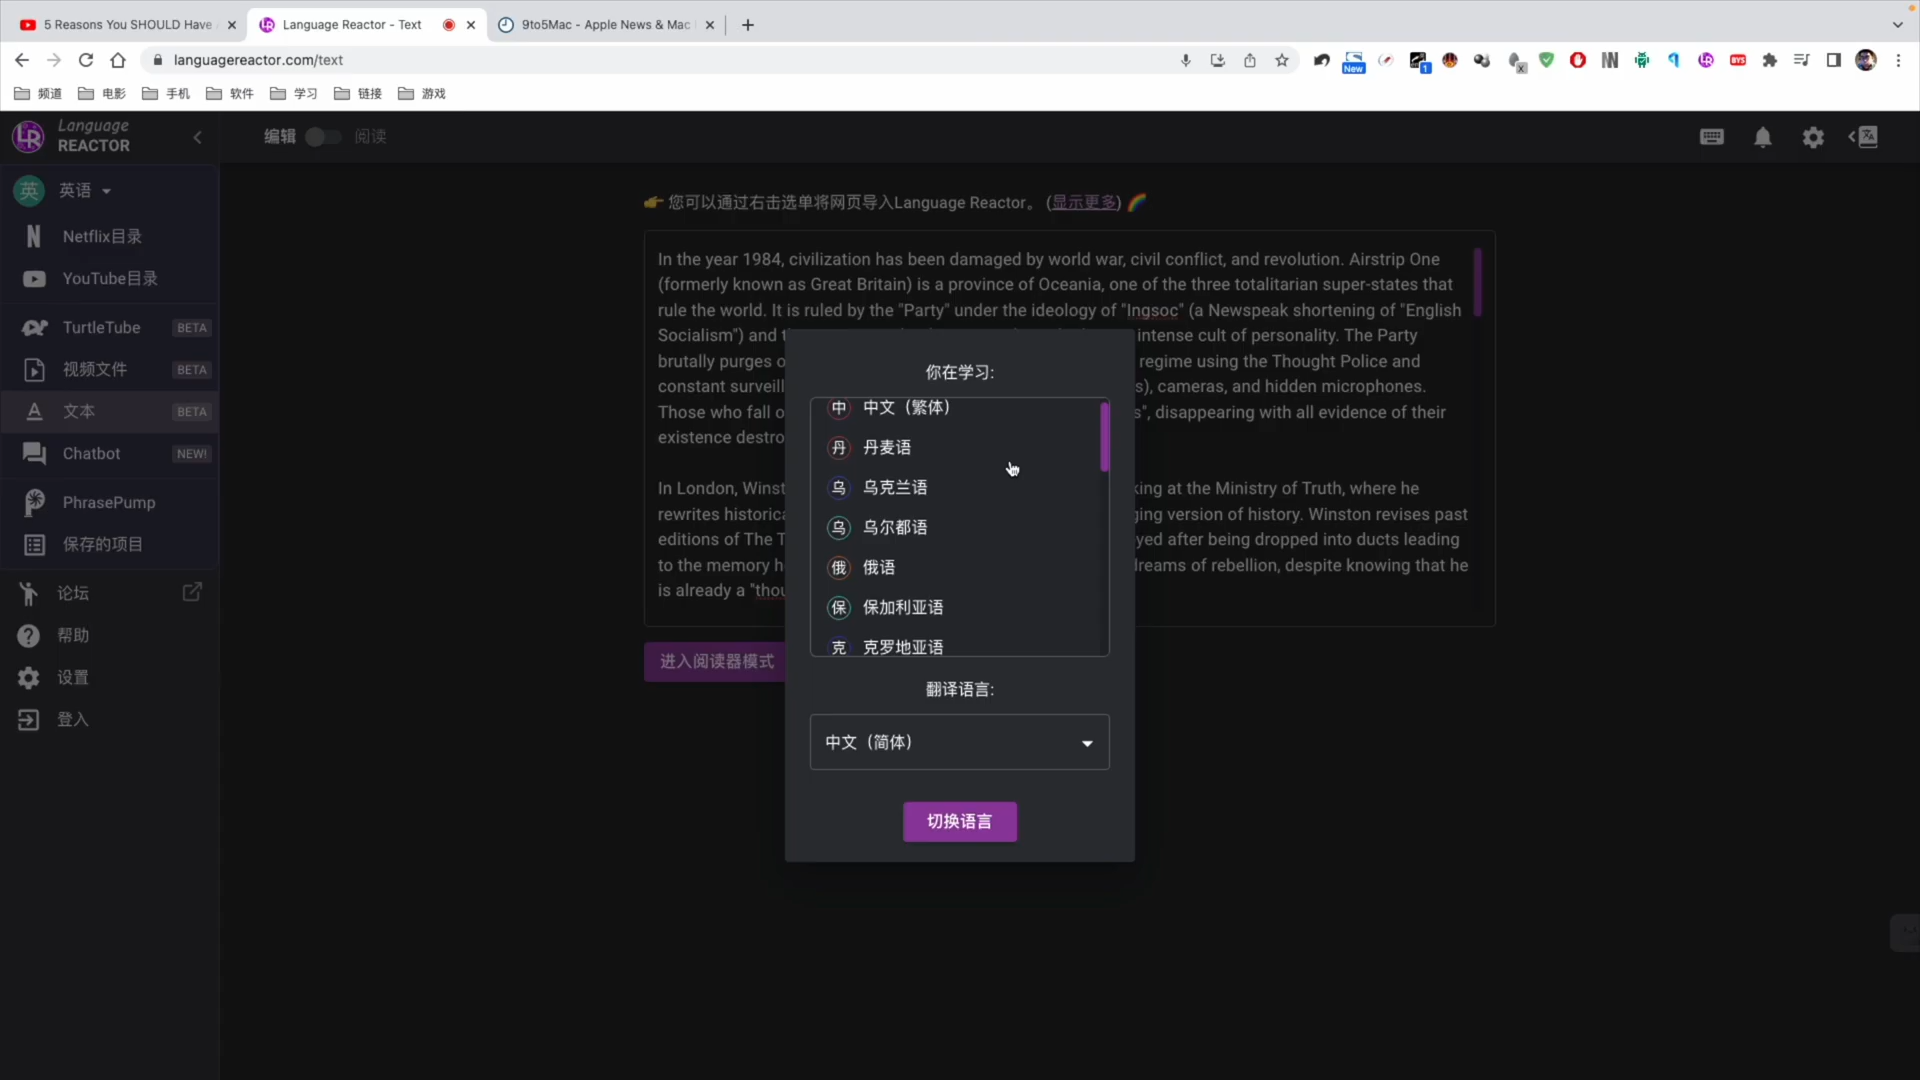 5 Reasons You SHOULD Have
Language Reactor - Text
9to5Mac - Apple News & Mac
languagereactor.com/text
New
1
频道
电影
手机
软件
学习
链接
游戏
Language
REACTOR
编辑
阅读
英 英语
Netflix目录
YouTube目录
TurtleTube BETA
视频文件 BETA
文本 BETA
Chatbot NEW!
PhrasePump
保存的项目
论坛
帮助
设置
登入
👉 您可以通过右击选单将网页导入Language Reactor。 (显示更多) 🌈
In the year 1984, civilization has been damaged by world war, civil conflict, and revolution. Airstrip One
(formerly known as Great Britain) is a province of Oceania, one of the three totalitarian super-states that
rule the world. It is ruled by the "Party" under the ideology of "Ingsoc" (a Newspeak shortening of "English
Socialism") and intense cult of personality. The Party
brutally purges regime using the Thought Police and
constant cameras, and hidden microphones.
Those who fall disappearing with all evidence of their
existence
In London, at the Ministry of Truth, where he
rewrites version of history. Winston revises past
editions of The after being dropped into ducts leading
to the memory of rebellion, despite knowing that he
is already a
进入阅读器模式
你在学习:
中 中文（繁体）
丹 丹麦语
乌 乌克兰语
乌 乌尔都语
俄 俄语
保 保加利亚语
克 克罗地亚语
翻译语言:
中文（简体）
切换语言